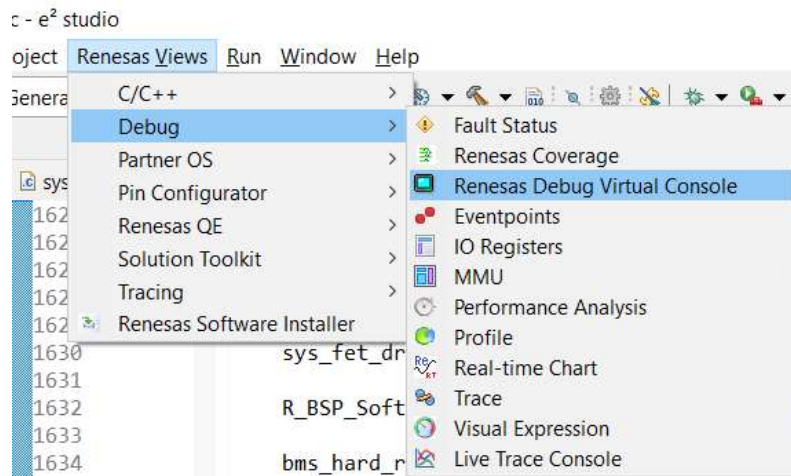 c - e² studio
oject Renesas Views Run Window Help
Genera
C/C++
Debug
Partner OS
Pin Configurator
Renesas QE
Solution Toolkit
Tracing
Renesas Software Installer
Fault Status
Renesas Coverage
Renesas Debug Virtual Console
Eventpoints
IO Registers
MMU
Performance Analysis
Profile
Real-time Chart
Trace
Visual Expression
Live Trace Console
.c sys
162
162
162
162
162
1630 sys_fet_dr
1631
1632 R_BSP_Soft
1633
1634 bms_hard_r